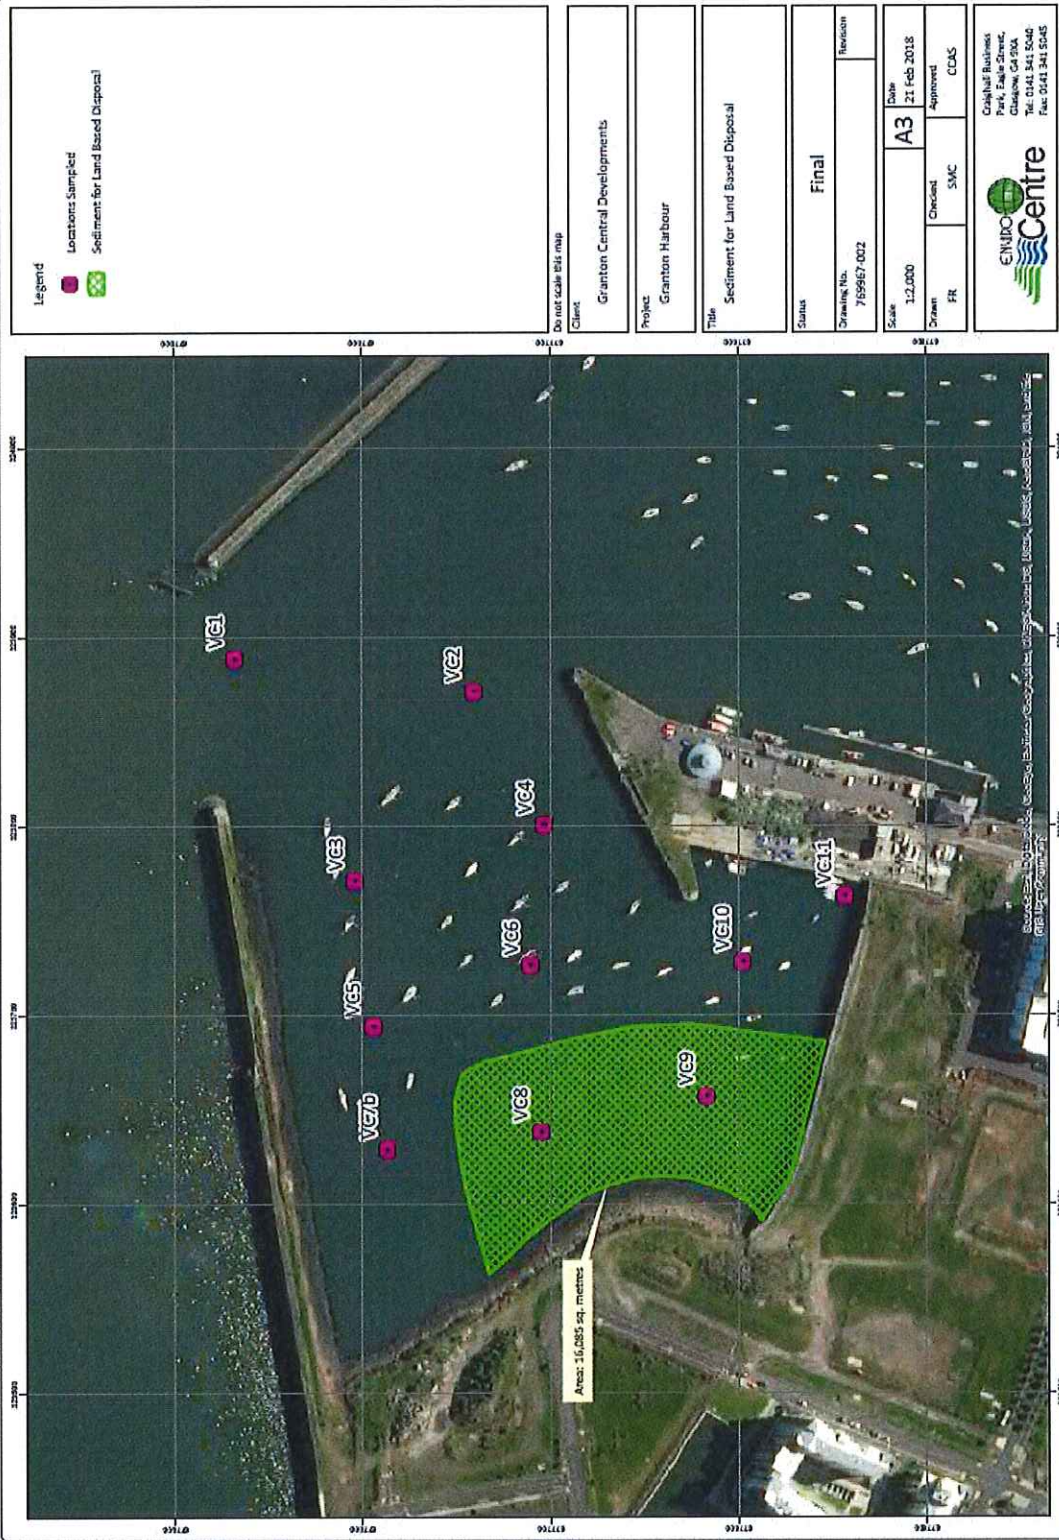 Legend
Locations Sampled
Sediment for Land Based Disposal
Do not scale this map
Client
Granton Central Developments
Project
Granton Harbour
Title
Sediment for Land Based Disposal
Status
Final
Drawing No.
769967-002
Revision
Scale
1:2,000
A3
Date
21 Feb 2018
Drawn
FR
Checked
SMC
Approved
CCAS
ENVIRO
Centre
Craighall Business
Park, Eagle Street,
Glasgow, G4 9XA
Tel: 0141 341 5040
Fax: 0141 341 5045
VC1
VC2
VC3
VC4
VC5
VC6
VC7b
VC8
VC9
VC10
VC11
Area: 16,085 sq. metres